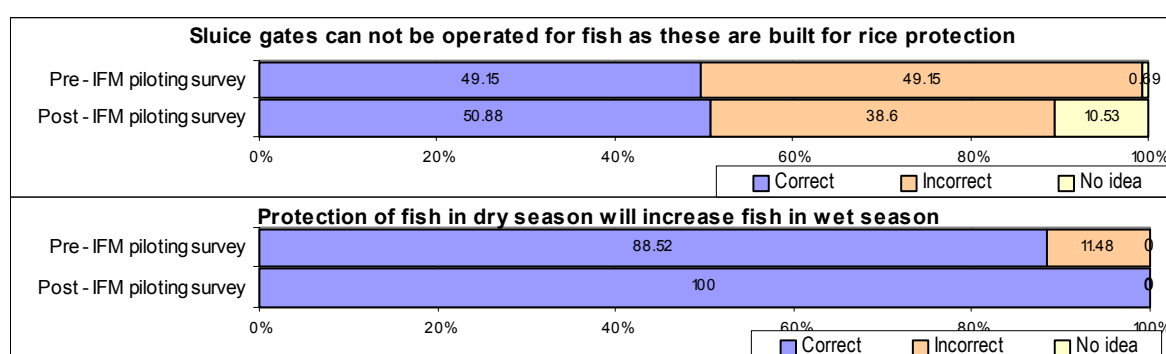 Sluice gates can not be operated for fish as these are built for rice protection
Pre - IFM piloting survey 49.15 49.15 0.69
Post - IFM piloting survey 50.88 38.6 10.53
0% 20% 40% 60% 80% 100%
Correct Incorrect No idea
Protection of fish in dry season will increase fish in wet season
Pre - IFM piloting survey 88.52 11.48 0
Post - IFM piloting survey 100 0
0% 20% 40% 60% 80% 100%
Correct Incorrect No idea